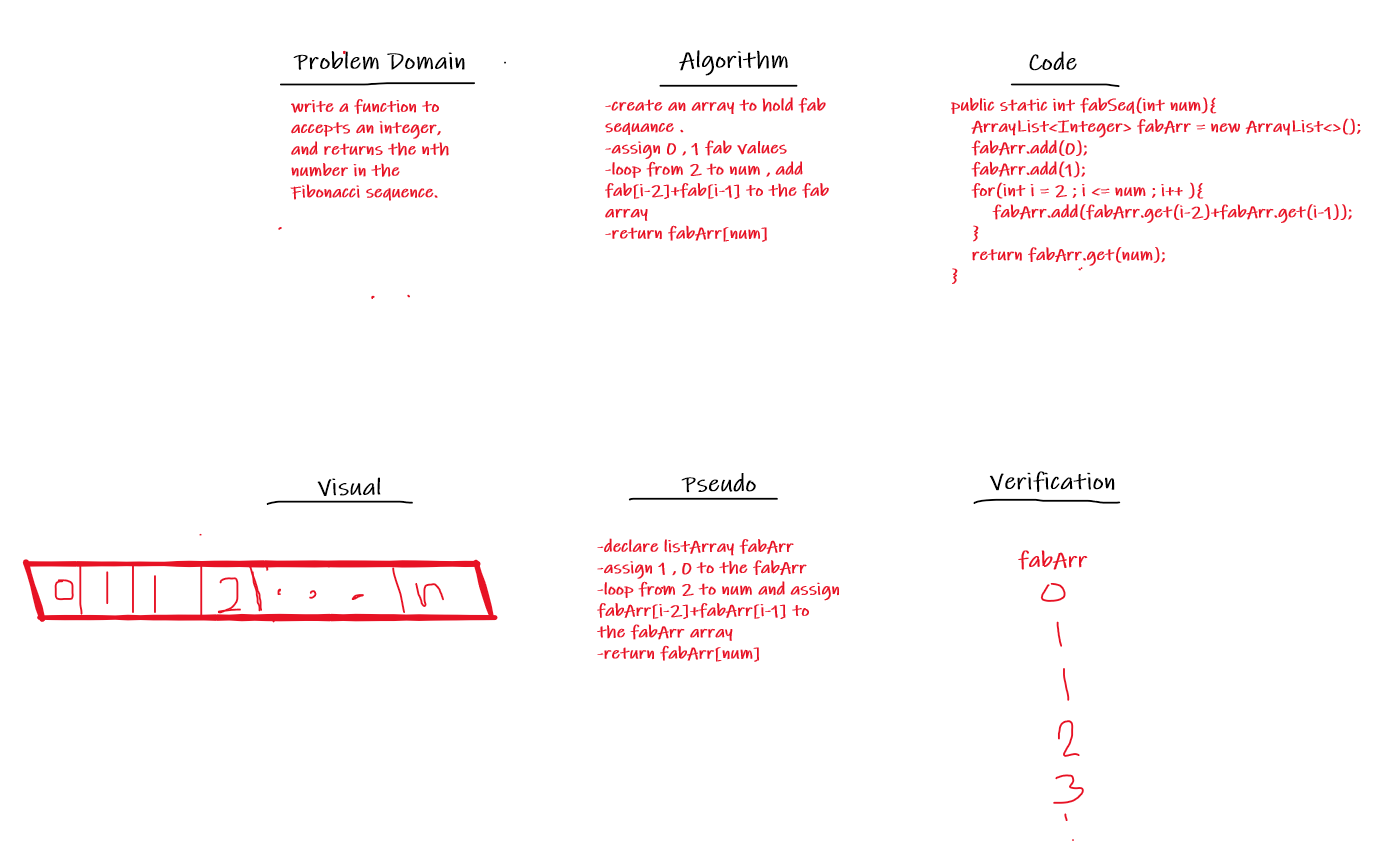 Problem Domain
write a function to
accepts an integer,
and returns the nth
number in the
Fibonacci sequence.
Algorithm
-create an array to hold fab
sequance .
-assign 0 , 1 fab values
-loop from 2 to num , add
fab[i-2]+fab[i-1] to the fab
array
-return fabArr[num]
Code
public static int fabSeq(int num){
ArrayList<Integer> fabArr = new ArrayList<>();
fabArr.add(0);
fabArr.add(1);
for(int i = 2 ; i <= num ; i++ ){
fabArr.add(fabArr.get(i-2)+fabArr.get(i-1));
}
return fabArr.get(num);
}
Visual
0 1 1 2 . . . n
Pseudo
-declare listArray fabArr
-assign 1 , 0 to the fabArr
-loop from 2 to num and assign
fabArr[i-2]+fabArr[i-1] to
the fabArr array
-return fabArr[num]
Verification
fabArr
0
1
1
2
3